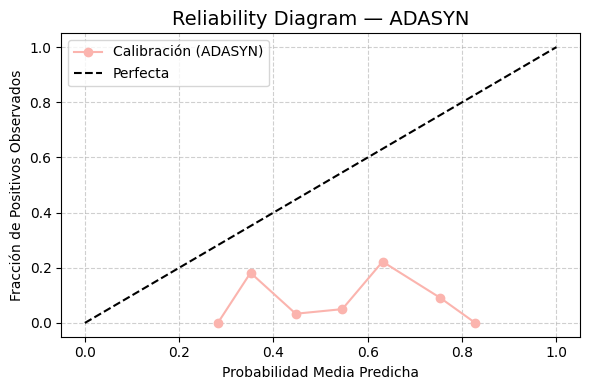 Reliability Diagram — ADASYN
Calibración (ADASYN)
Perfecta
Fracción de Positivos Observados
1.0
0.8
0.6
0.4
0.2
0.0
0.0 0.2 0.4 0.6 0.8 1.0
Probabilidad Media Predicha